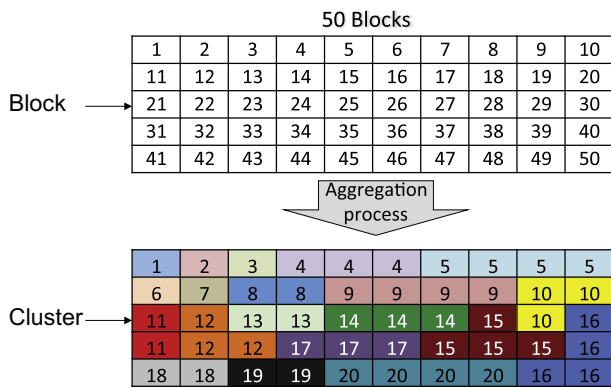 50 Blocks
1 2 3 4 5 6 7 8 9 10
11 12 13 14 15 16 17 18 19 20
Block 21 22 23 24 25 26 27 28 29 30
31 32 33 34 35 36 37 38 39 40
41 42 43 44 45 46 47 48 49 50
Aggregation
process
1 2 3 4 4 4 5 5 5 5
6 7 8 8 9 9 9 9 10 10
Cluster 11 12 13 13 14 14 14 15 10 16
11 12 12 17 17 17 15 15 15 16
18 18 19 19 20 20 20 20 16 16